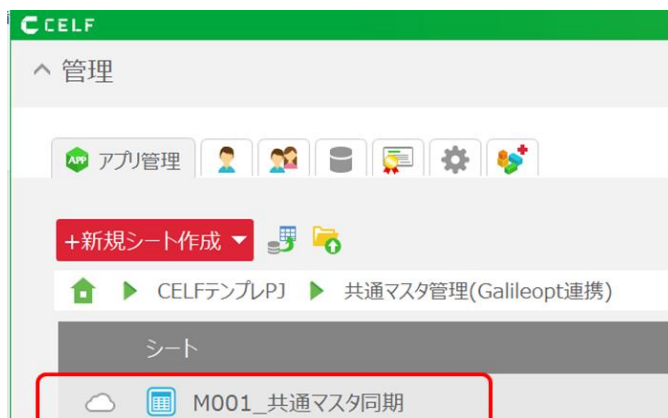 CELF
管理
APP アプリ管理
+新規シート作成
CELFテンプレPJ 共通マスタ管理(Galileopt連携)
シート
M001_共通マスタ同期